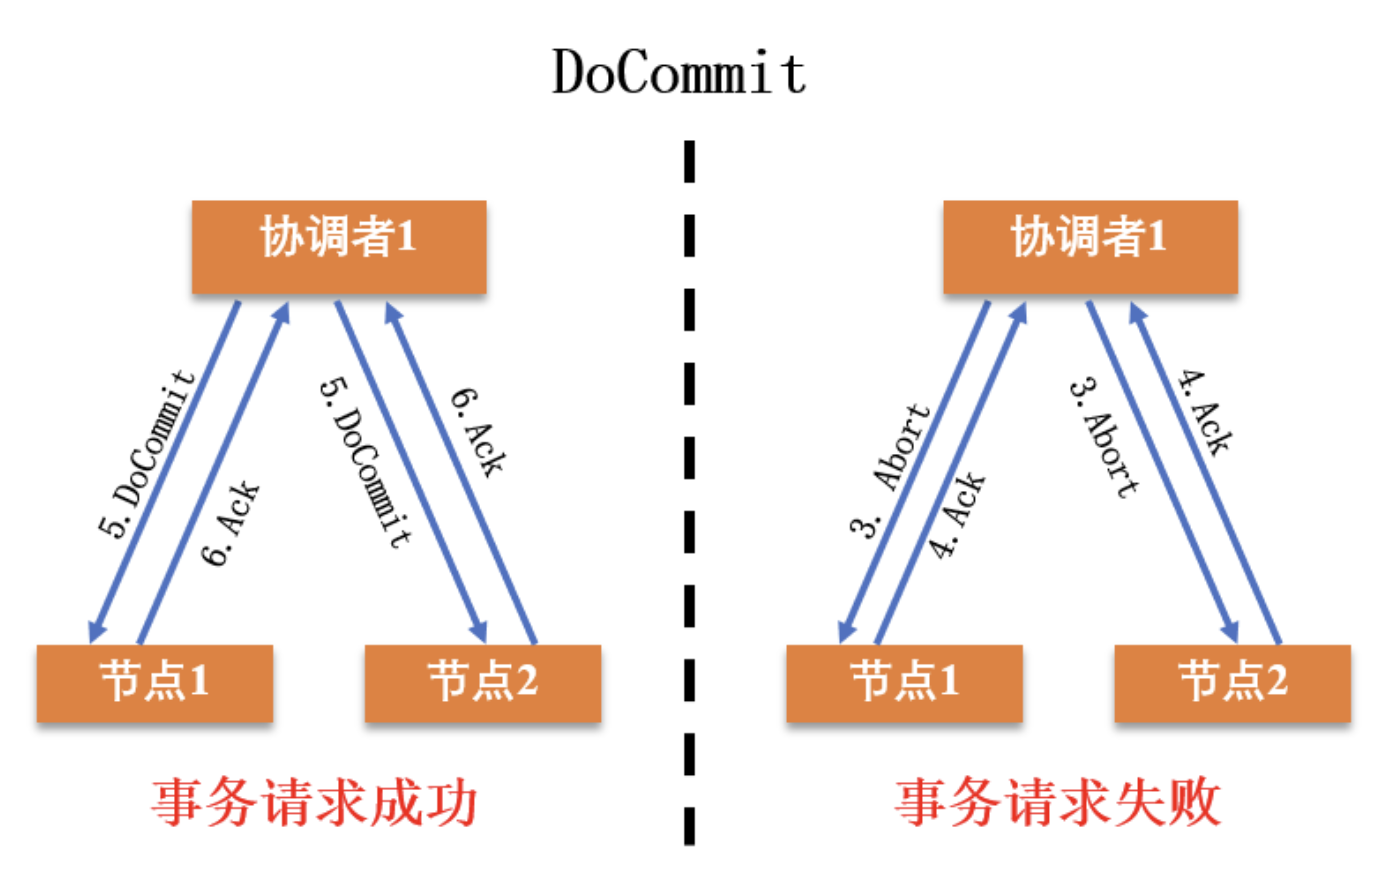 DoCommit
协调者1
5.DoCommit
6.Ack
5.DoCommit
6.Ack
节点1
节点2
事务请求成功
协调者1
3. Abort
4.Ack
3.Abort
4.Ack
节点1
节点2
事务请求失败